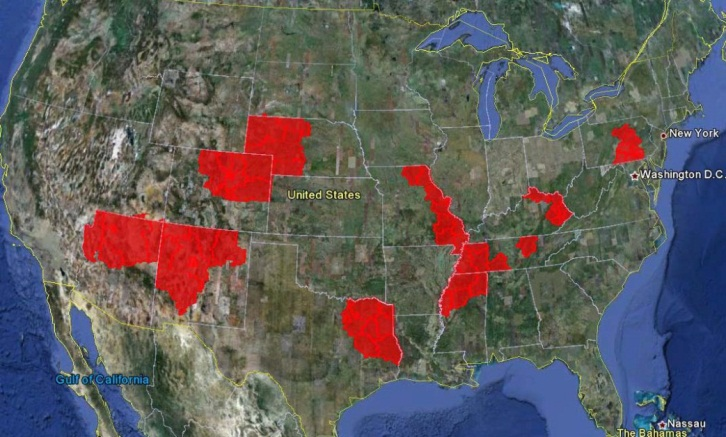 New York
Washington D.C.
United States
Gulf of California
Nassau
The Bahamas